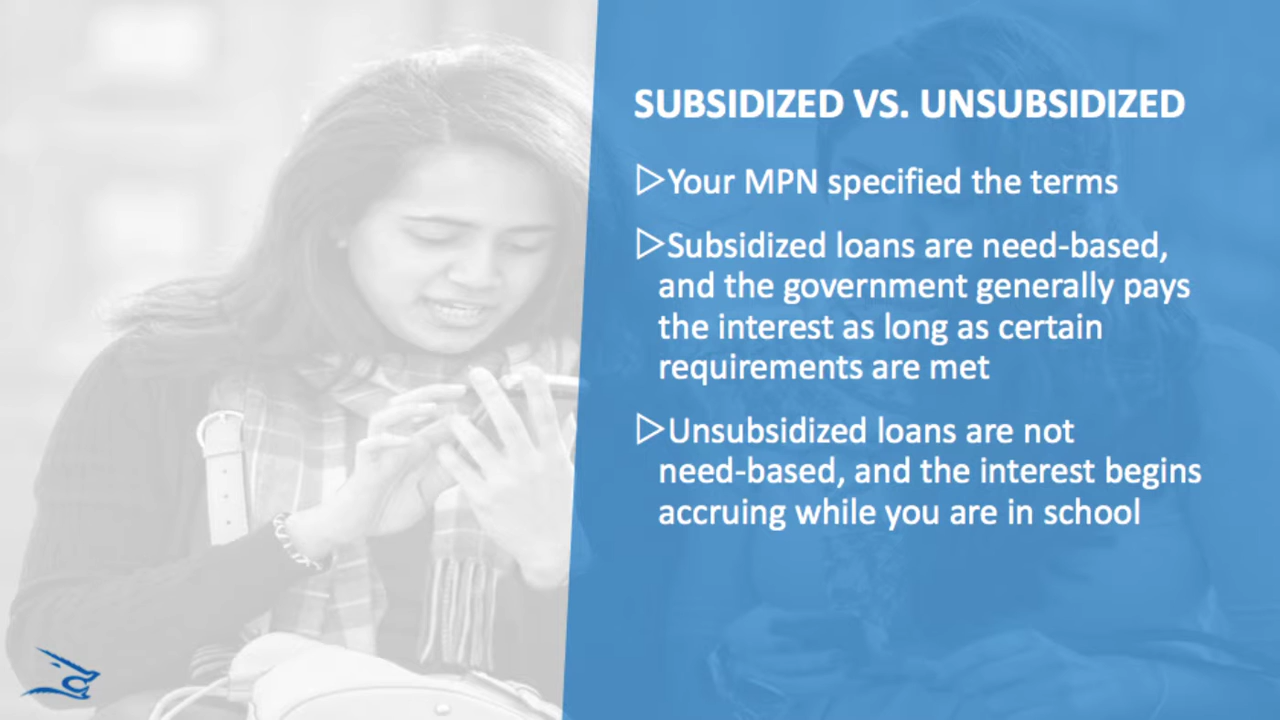 SUBSIDIZED VS. UNSUBSIDIZED
▷Your MPN specified the terms
▷Subsidized loans are need-based,
and the government generally pays
the interest as long as certain
requirements are met
▷Unsubsidized loans are not
need-based, and the interest begins
accruing while you are in school